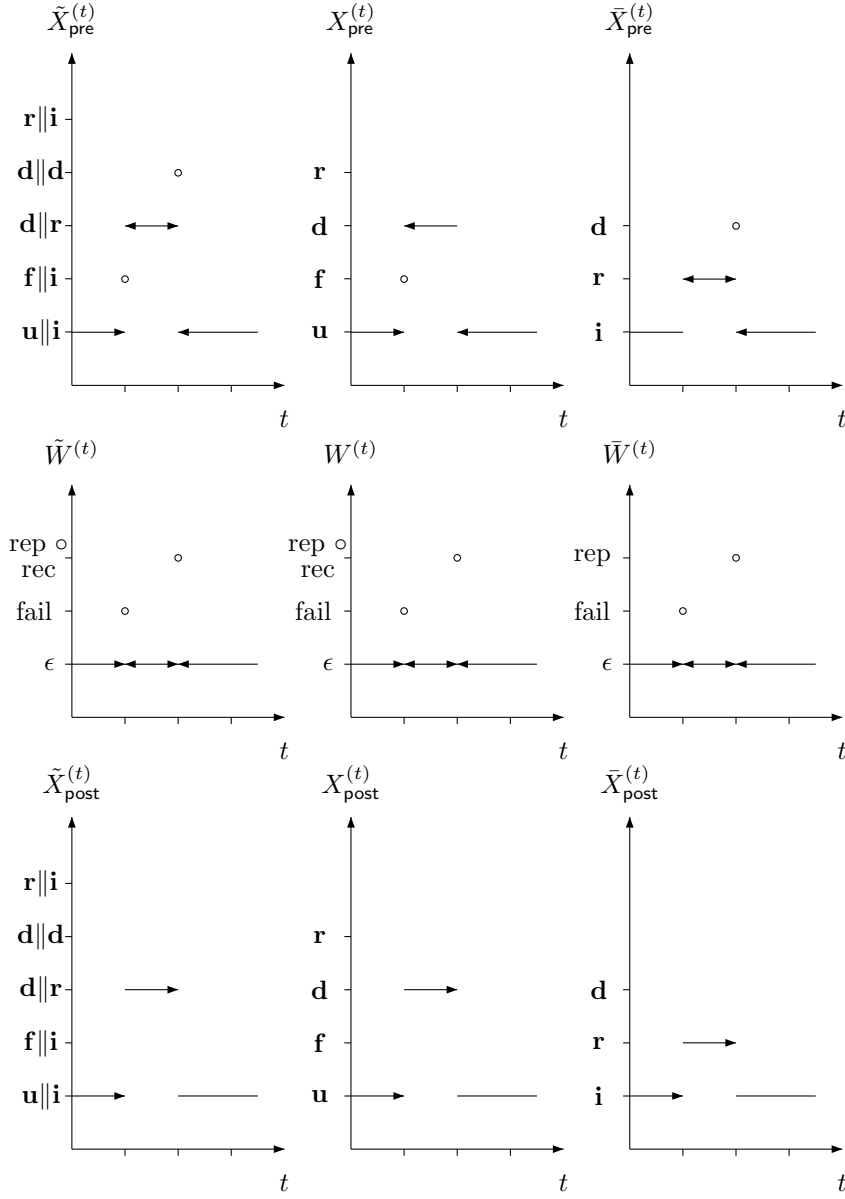 X̃_pre^(t) X_pre^(t) X̄_pre^(t)
r∥i
d∥d r
d∥r d d
f∥i f r
u∥i u i
t t t
W̃^(t) W^(t) W̄^(t)
rep ○ rep ○ rep
rec rec
fail fail fail
ϵ ϵ ϵ
t t t
X̃_post^(t) X_post^(t) X̄_post^(t)
r∥i
d∥d r
d∥r d d
f∥i f r
u∥i u i
t t t